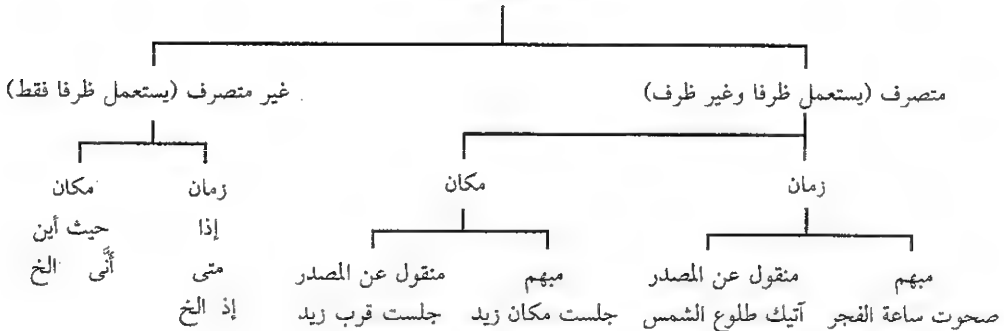 متصرف (يستعمل ظرفا وغير ظرف) غير متصرف (يستعمل ظرفا فقط)
زمان مكان زمان مكان
إذا حيث أين
مبهم منقول عن المصدر مبهم منقول عن المصدر متى أَنَّى الخ
صحوت ساعة الفجر آتيك طلوع الشمس جلست مكان زيد جلست قرب زيد إذ الخ